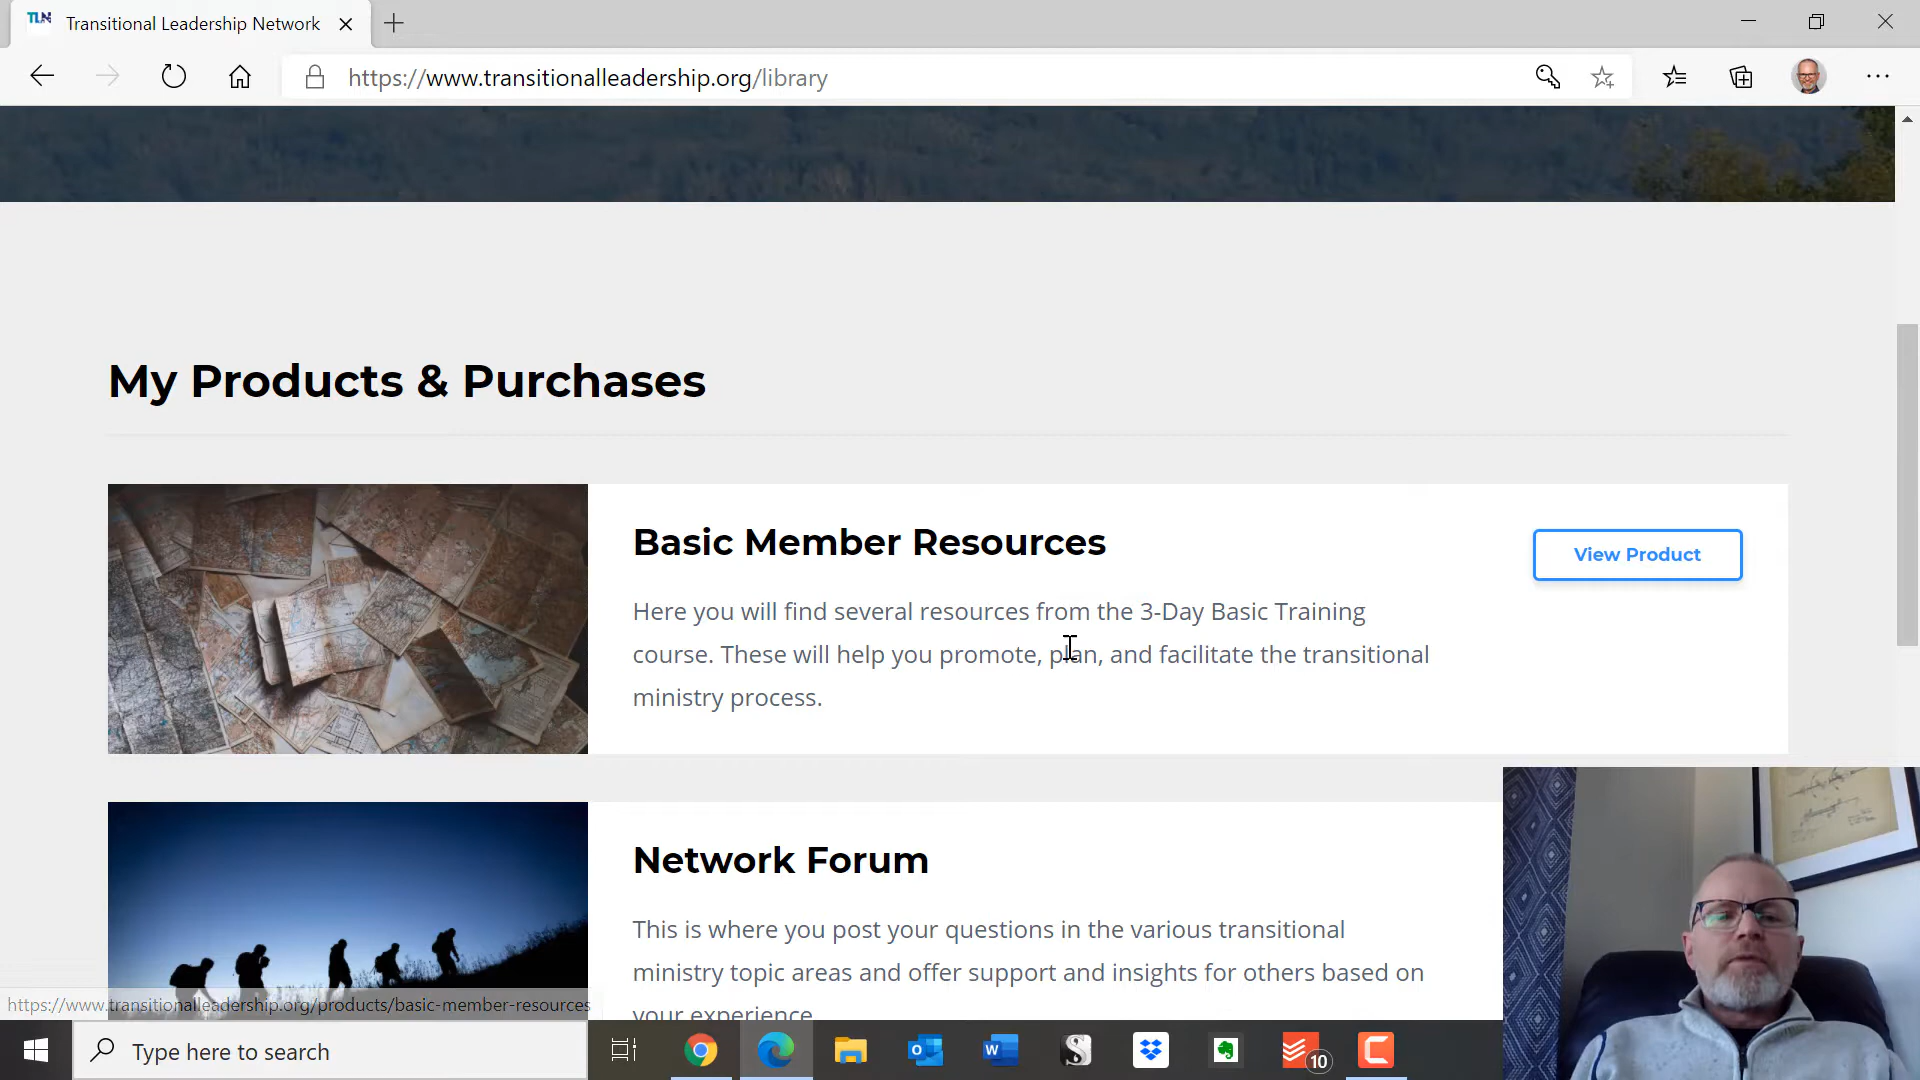 TLN Transitional Leadership Network
https://www.transitionalleadership.org/library
My Products & Purchases
Basic Member Resources
View Product
Here you will find several resources from the 3-Day Basic Training
course. These will help you promote, plan, and facilitate the transitional
ministry process.
Network Forum
This is where you post your questions in the various transitional
ministry topic areas and offer support and insights for others based on
your experience
https://www.transitionalleadership.org/products/basic-member-resources
Type here to search
10